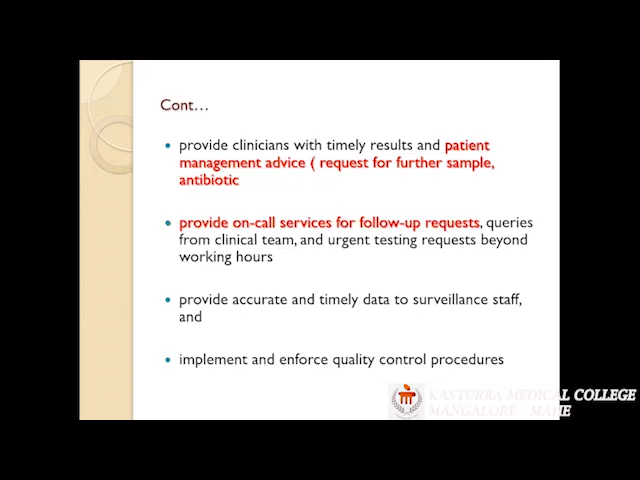 Cont…
provide clinicians with timely results and patient
management advice ( request for further sample,
antibiotic
provide on-call services for follow-up requests, queries
from clinical team, and urgent testing requests beyond
working hours
provide accurate and timely data to surveillance staff,
and
implement and enforce quality control procedures
KASTURBA MEDICAL COLLEGE
MANGALORE - MAHE